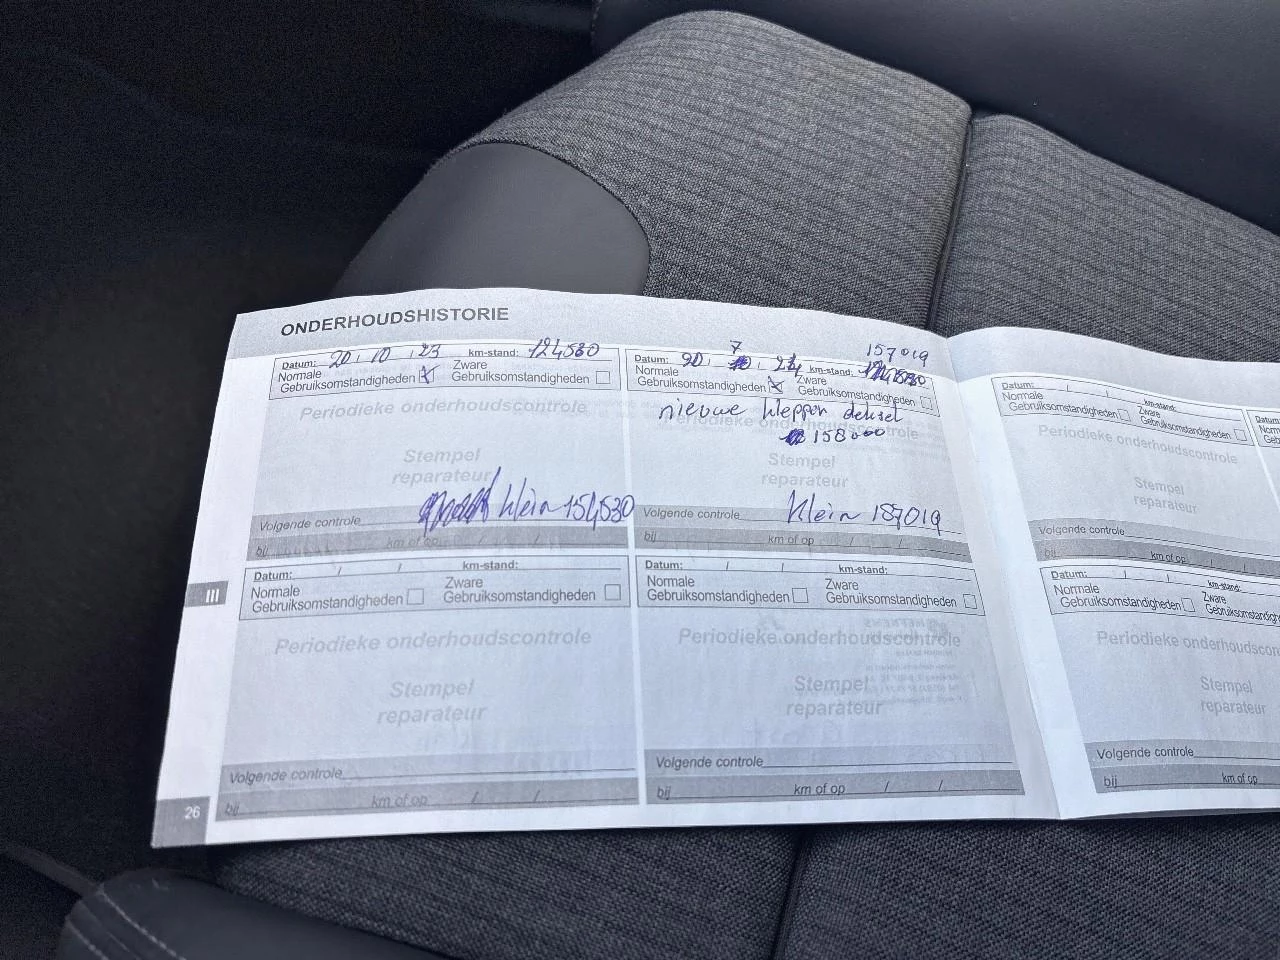 ONDERHOUDSHISTORIE
Datum: 20 / 10 / 23 km-stand: 124580
Normale Gebruiksomstandigheden X Zware Gebruiksomstandigheden
Periodieke onderhoudscontrole
Stempel
reparateur
klein 154530
Volgende controle
bij km of op / /
Datum: 20 / 7 / 24 km-stand: 157019
Normale Gebruiksomstandigheden X Zware Gebruiksomstandigheden
nieuwe kleppen deksel
Periodieke onderhoudscontrole
158000
Stempel
reparateur
Volgende controle klein 187019
bij km of op / /
Datum: / / km-stand:
Normale Gebruiksomstandigheden Zware Gebruiksomstandigheden
Periodieke onderhoudscontrole
Stempel
reparateur
Volgende controle
bij km of op / /
Datum: / / km-stand:
Normale Gebruiksomstandigheden Zware Gebruiksomstandigheden
Periodieke onderhoudscontrole
Stempel
reparateur
Volgende controle
bij km of op / /
III
26
Datum: / / km-stand:
Normale Gebruiksomstandigheden Zware Gebruiksomstandigheden
Periodieke onderhoudscontrole
Stempel
reparateur
Volgende controle
bij km of op / /
Datum: / / km-stand:
Normale Gebruiksomstandigheden Zware Gebruiksomstandigh
Periodieke onderhoudscon
Stempel
reparateur
Volgende controle
bij km of op /
Datum
Norm
Geb